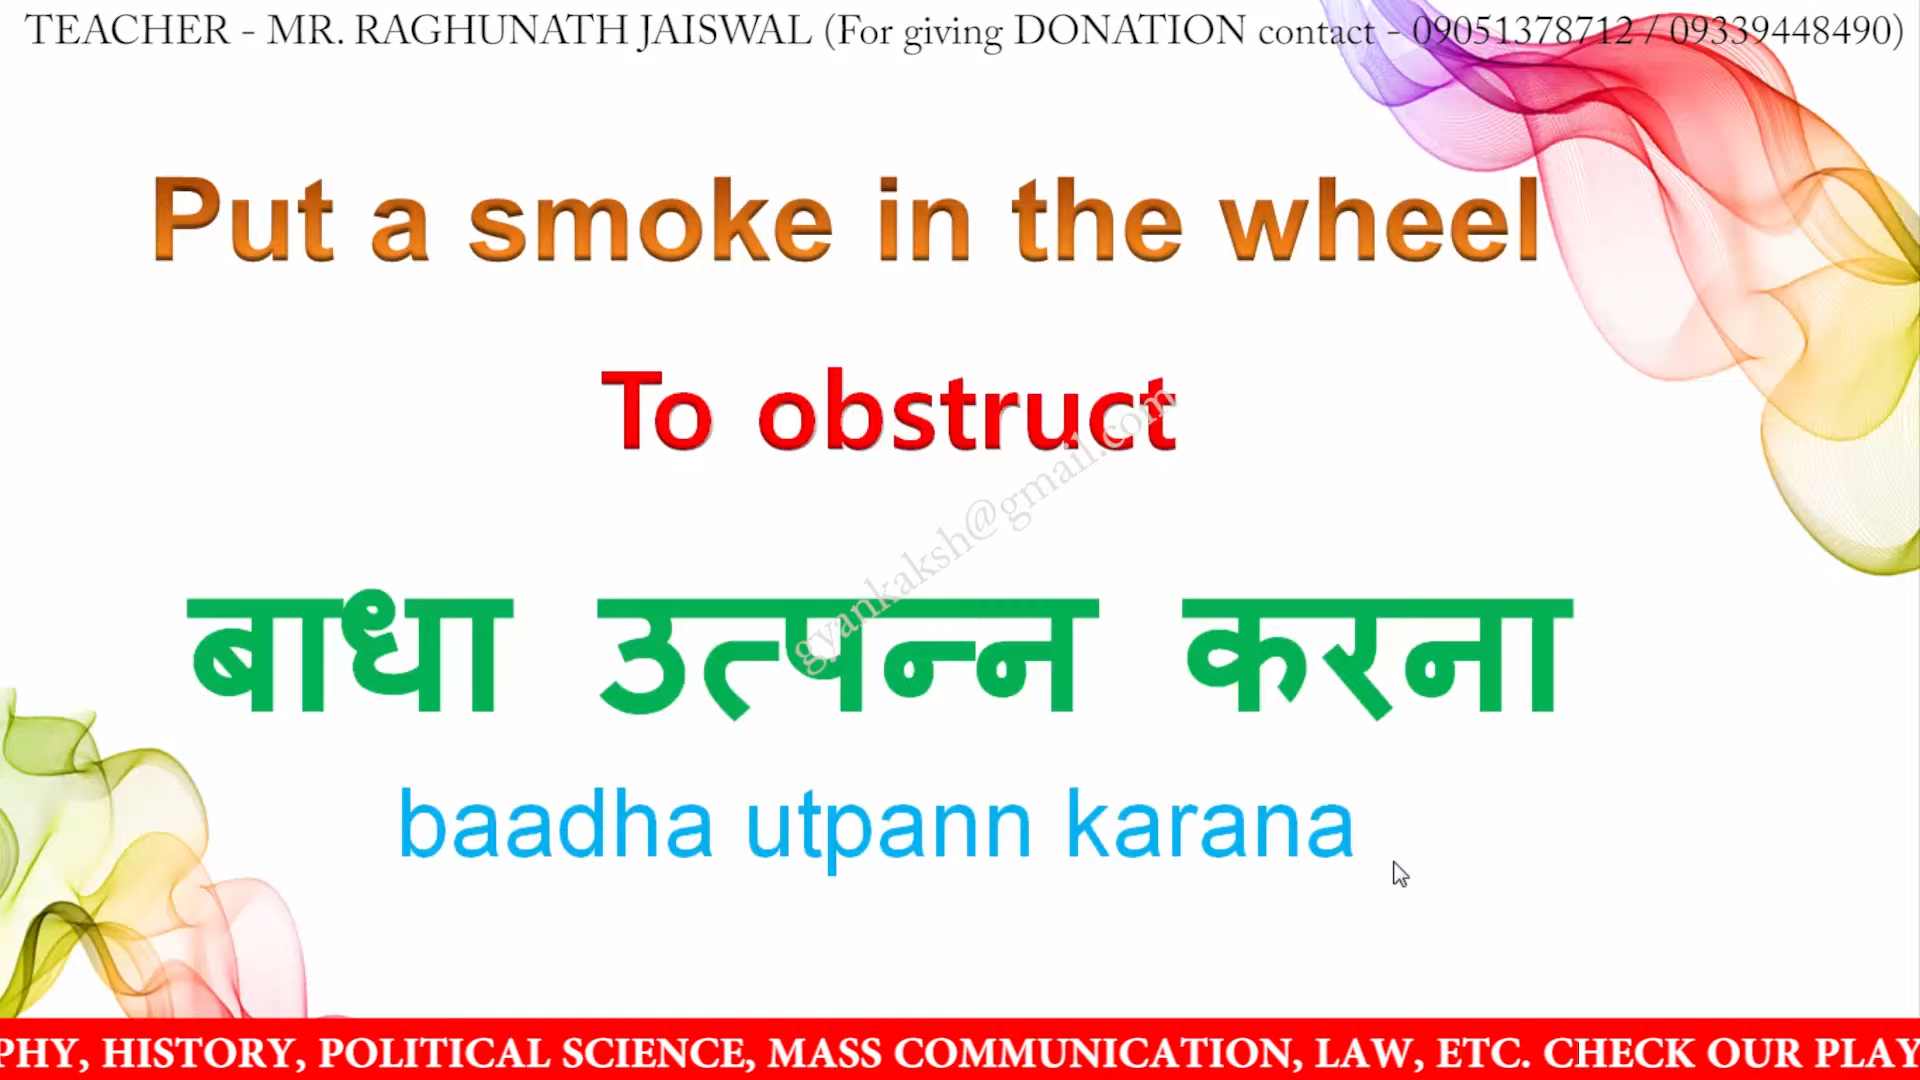 TEACHER - MR. RAGHUNATH JAISWAL (For giving DONATION contact - 09051378712 / 09339448490)
Put a smoke in the wheel
To obstruct
gyankaksh@gmail.com
बाधा उत्पन्न करना
baadha utpann karana
PHY, HISTORY, POLITICAL SCIENCE, MASS COMMUNICATION, LAW, ETC. CHECK OUR PLAY